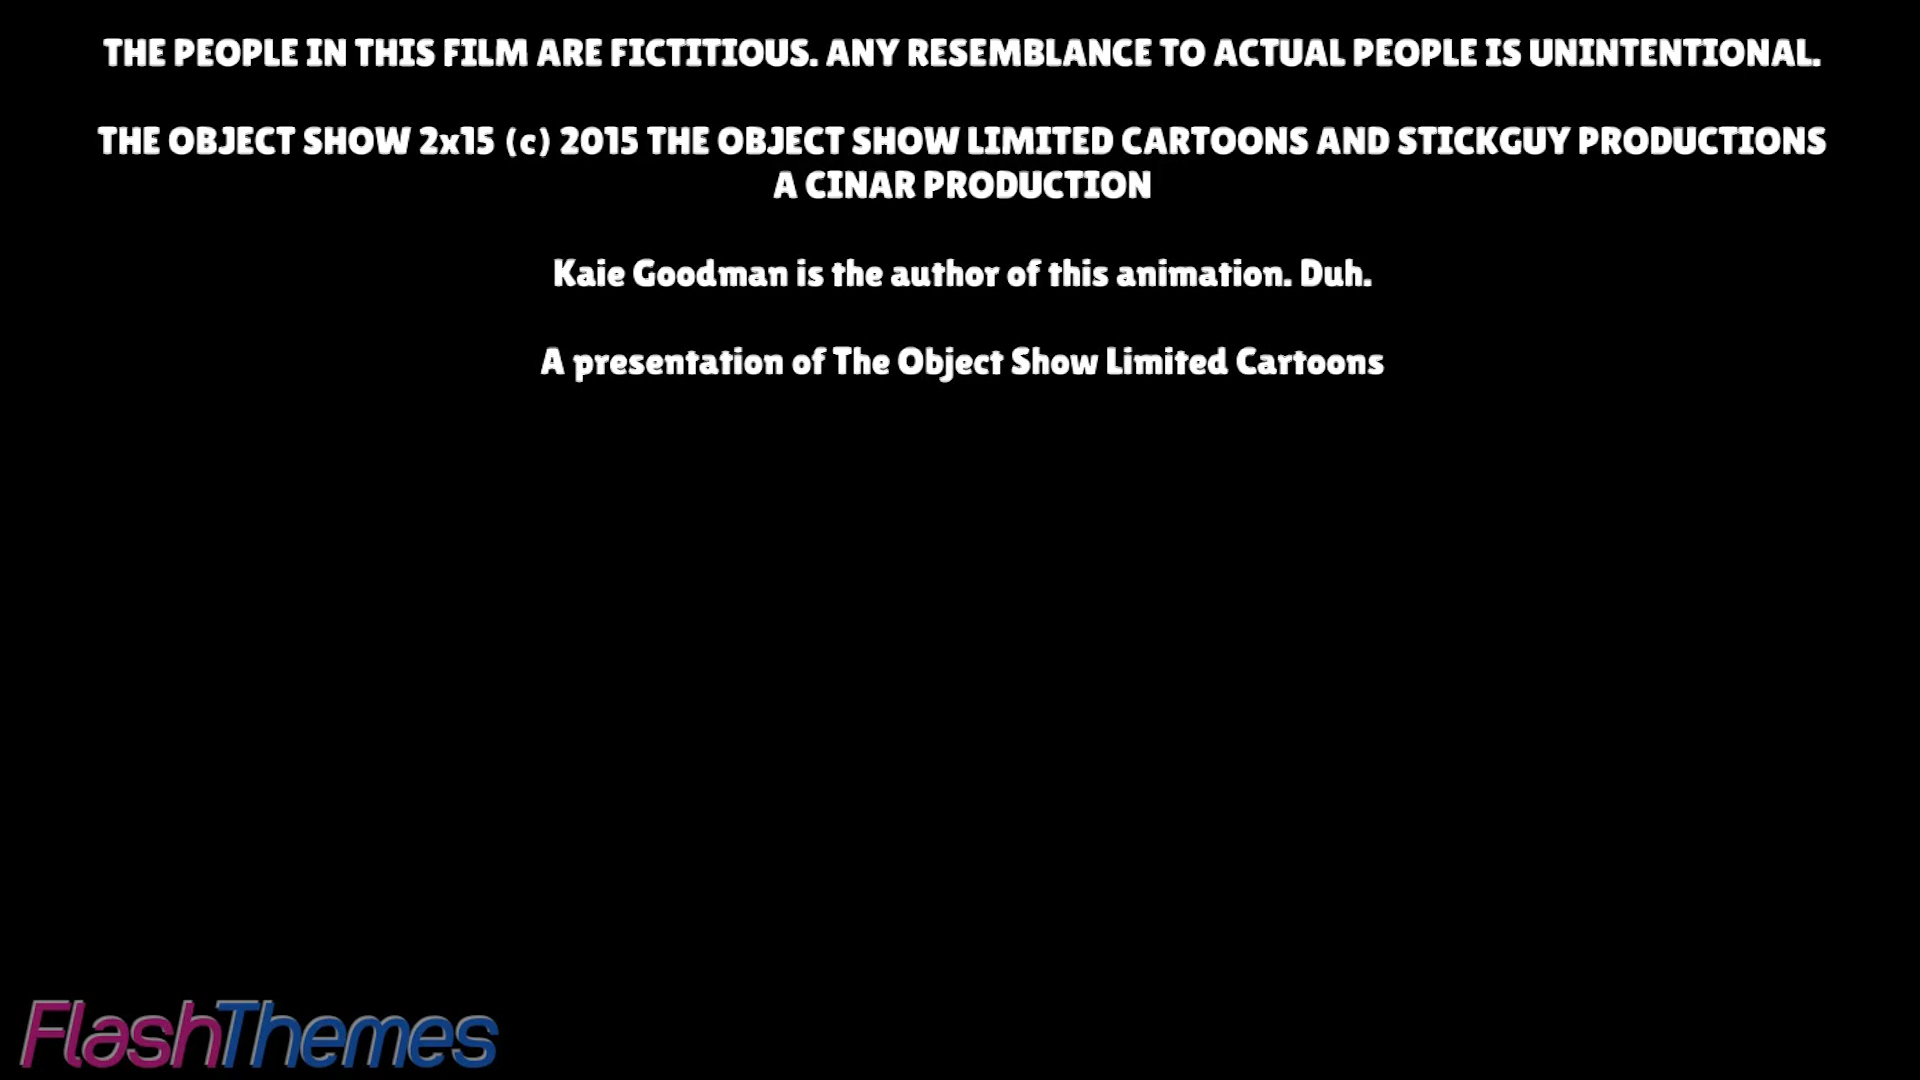 THE PEOPLE IN THIS FILM ARE FICTITIOUS. ANY RESEMBLANCE TO ACTUAL PEOPLE IS UNINTENTIONAL.
THE OBJECT SHOW 2x15 (c) 2015 THE OBJECT SHOW LIMITED CARTOONS AND STICKGUY PRODUCTIONS
A CINAR PRODUCTION
Kaie Goodman is the author of this animation. Duh.
A presentation of The Object Show Limited Cartoons
FlashThemes